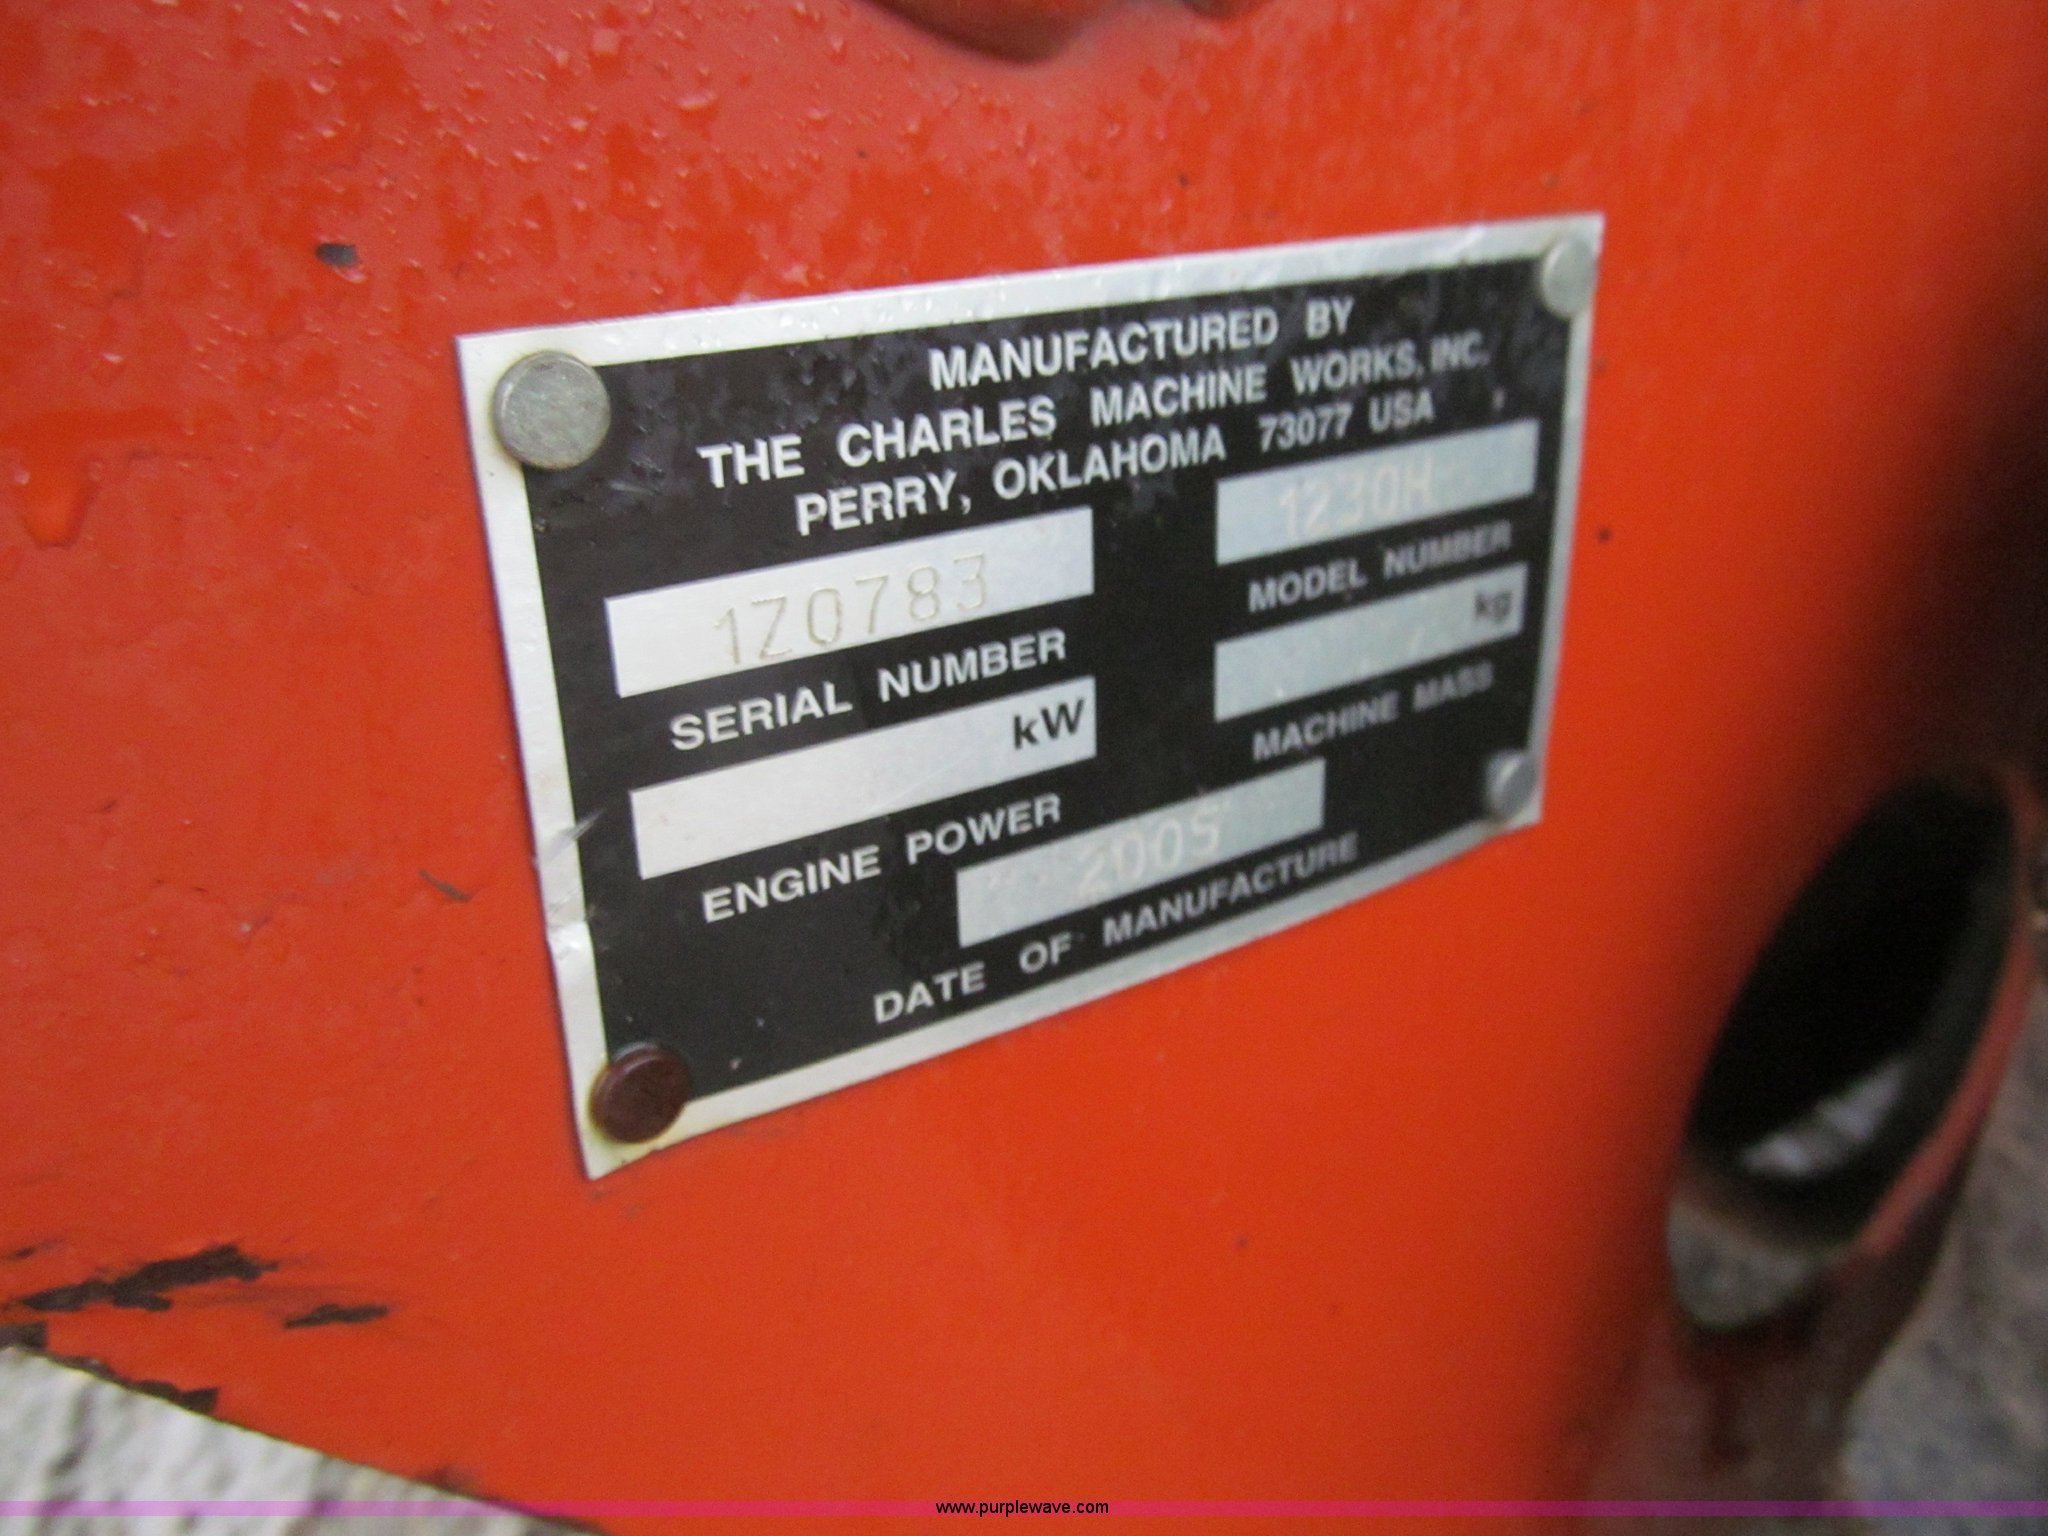 MANUFACTURED BY
THE CHARLES MACHINE WORKS, INC.
PERRY, OKLAHOMA 73077 USA
1Z0783
1230H
SERIAL NUMBER
MODEL NUMBER
kW
kg
ENGINE POWER
MACHINE MASS
2005
DATE OF MANUFACTURE
www.purplewave.com